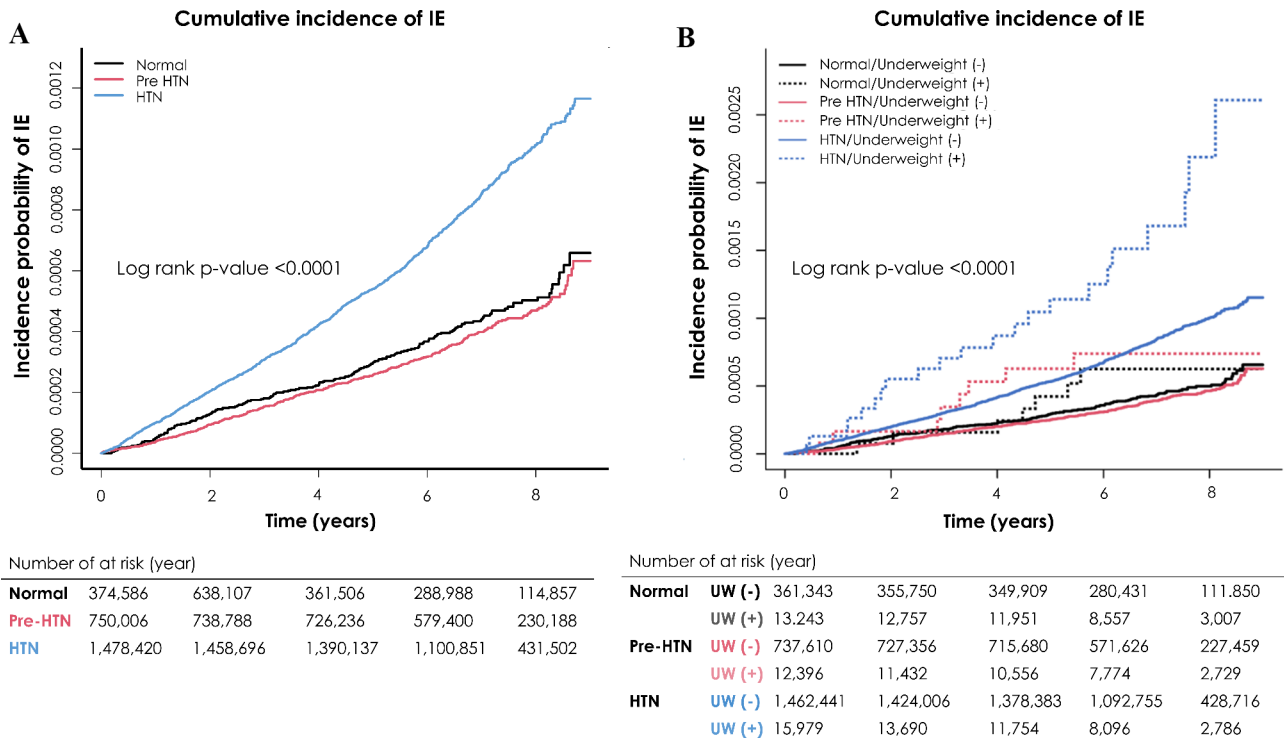 A
Cumulative incidence of IE
Normal
Pre HTN
HTN
Log rank p-value <0.0001
Incidence probability of IE
0.0000
0.0002
0.0004
0.0006
0.0008
0.0010
0.0012
0 2 4 6 8
Time (years)
Number of at risk (year)
Normal 374,586 638,107 361,506 288,988 114,857
Pre-HTN 750,006 738,788 726,236 579,400 230,188
HTN 1,478,420 1,458,696 1,390,137 1,100,851 431,502
B
Cumulative incidence of IE
Normal/Underweight (-)
Normal/Underweight (+)
Pre HTN/Underweight (-)
Pre HTN/Underweight (+)
HTN/Underweight (-)
HTN/Underweight (+)
Log rank p-value <0.0001
Incidence probability of IE
0.0000
0.0005
0.0010
0.0015
0.0020
0.0025
0 2 4 6 8
Time (years)
Number of at risk (year)
Normal UW (-) 361,343 355,750 349,909 280,431 111.850
UW (+) 13,243 12,757 11,951 8,557 3,007
Pre-HTN UW (-) 737,610 727,356 715,680 571,626 227,459
UW (+) 12,396 11,432 10,556 7,774 2,729
HTN UW (-) 1,462,441 1,424,006 1,378,383 1,092,755 428,716
UW (+) 15,979 13,690 11,754 8,096 2,786